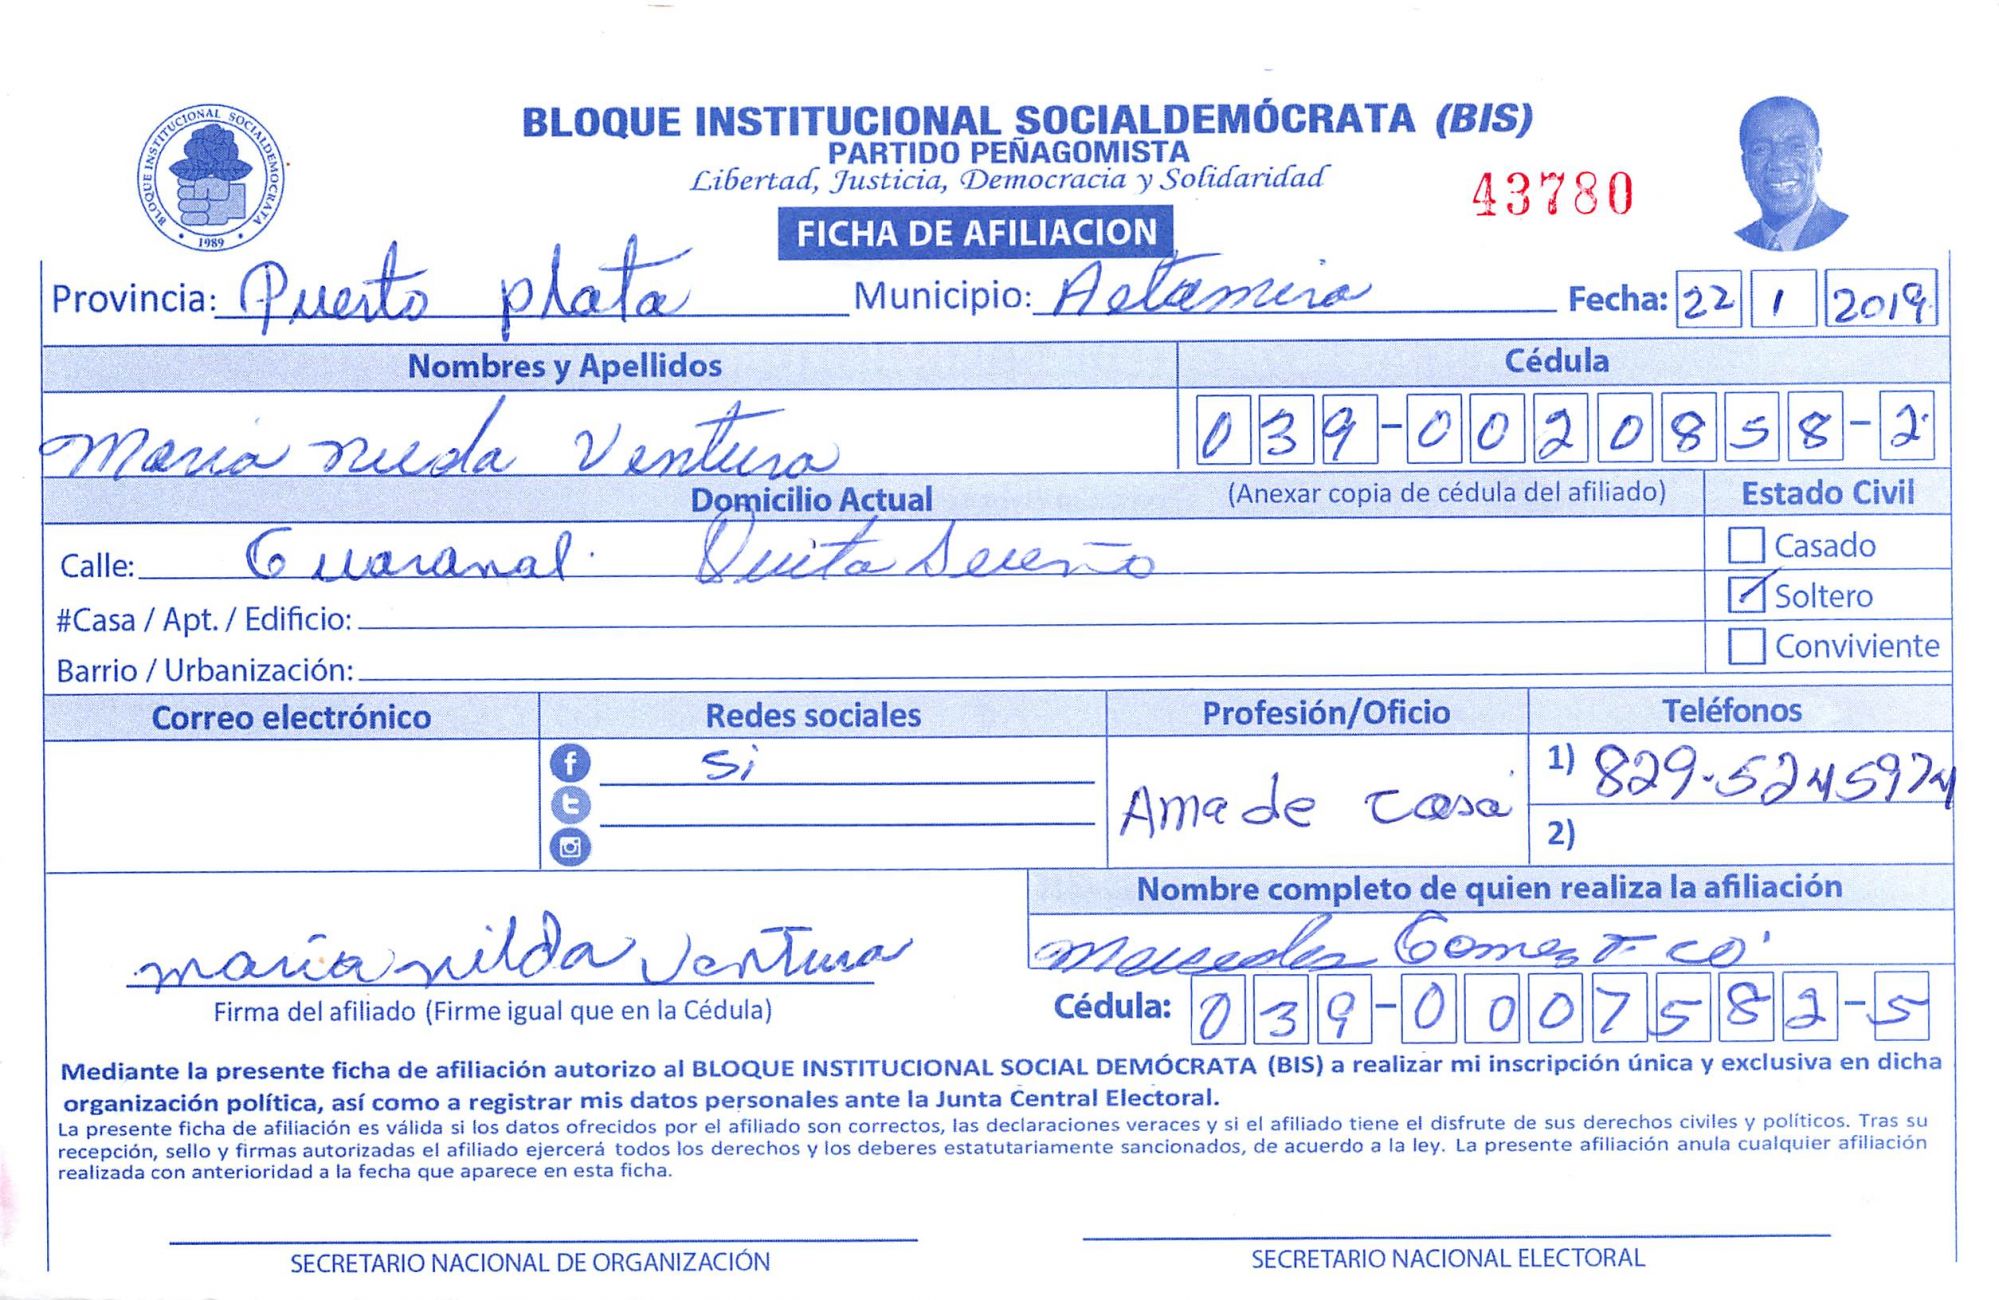 BLOQUE INSTITUCIONAL SOCIALDEMOCRATA
1989
BLOQUE INSTITUCIONAL SOCIALDEMÓCRATA (BIS)
PARTIDO PEÑAGOMISTA
Libertad, Justicia, Democracia y Solidaridad
43780
FICHA DE AFILIACION
Provincia: Puerto plata Municipio: Altamira Fecha: 22 1 2019
Nombres y Apellidos Cédula
Maria nilda Ventura 039-0020858-2
Domicilio Actual (Anexar copia de cédula del afiliado) Estado Civil
Calle: Guaranal Quita Sueño Casado
#Casa / Apt. / Edificio: Soltero
Barrio / Urbanización: Conviviente
Correo electrónico Redes sociales Profesión/Oficio Teléfonos
si Ama de casa 1) 829-5245974
2)
Nombre completo de quien realiza la afiliación
maria nilda Ventura Mercedes Gomez
Firma del afiliado (Firme igual que en la Cédula) Cédula: 039-0007582-5
Mediante la presente ficha de afiliación autorizo al BLOQUE INSTITUCIONAL SOCIAL DEMÓCRATA (BIS) a realizar mi inscripción única y exclusiva en dicha
organización política, así como a registrar mis datos personales ante la Junta Central Electoral.
La presente ficha de afiliación es válida si los datos ofrecidos por el afiliado son correctos, las declaraciones veraces y si el afiliado tiene el disfrute de sus derechos civiles y políticos. Tras su
recepción, sello y firmas autorizadas el afiliado ejercerá todos los derechos y los deberes estatutariamente sancionados, de acuerdo a la ley. La presente afiliación anula cualquier afiliación
realizada con anterioridad a la fecha que aparece en esta ficha.
SECRETARIO NACIONAL DE ORGANIZACIÓN SECRETARIO NACIONAL ELECTORAL